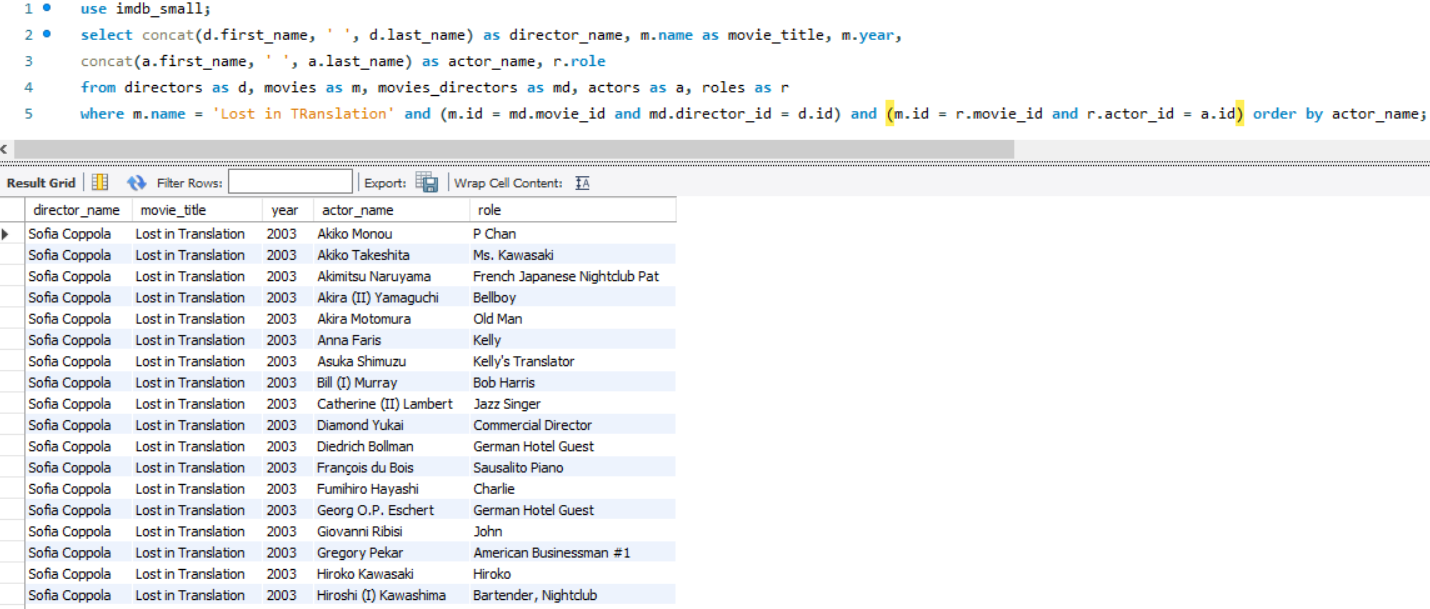 1 use imdb_small;
2 select concat(d.first_name, ' ', d.last_name) as director_name, m.name as movie_title, m.year,
3 concat(a.first_name, ' ', a.last_name) as actor_name, r.role
4 from directors as d, movies as m, movies_directors as md, actors as a, roles as r
5 where m.name = 'Lost in TRanslation' and (m.id = md.movie_id and md.director_id = d.id) and (m.id = r.movie_id and r.actor_id = a.id) order by actor_name;
Result Grid Filter Rows: Export: Wrap Cell Content: IA
director_name movie_title year actor_name role
Sofia Coppola Lost in Translation 2003 Akiko Monou P Chan
Sofia Coppola Lost in Translation 2003 Akiko Takeshita Ms. Kawasaki
Sofia Coppola Lost in Translation 2003 Akimitsu Naruyama French Japanese Nightclub Pat
Sofia Coppola Lost in Translation 2003 Akira (II) Yamaguchi Bellboy
Sofia Coppola Lost in Translation 2003 Akira Motomura Old Man
Sofia Coppola Lost in Translation 2003 Anna Faris Kelly
Sofia Coppola Lost in Translation 2003 Asuka Shimuzu Kelly's Translator
Sofia Coppola Lost in Translation 2003 Bill (I) Murray Bob Harris
Sofia Coppola Lost in Translation 2003 Catherine (II) Lambert Jazz Singer
Sofia Coppola Lost in Translation 2003 Diamond Yukai Commercial Director
Sofia Coppola Lost in Translation 2003 Diedrich Bollman German Hotel Guest
Sofia Coppola Lost in Translation 2003 François du Bois Sausalito Piano
Sofia Coppola Lost in Translation 2003 Fumihiro Hayashi Charlie
Sofia Coppola Lost in Translation 2003 Georg O.P. Eschert German Hotel Guest
Sofia Coppola Lost in Translation 2003 Giovanni Ribisi John
Sofia Coppola Lost in Translation 2003 Gregory Pekar American Businessman #1
Sofia Coppola Lost in Translation 2003 Hiroko Kawasaki Hiroko
Sofia Coppola Lost in Translation 2003 Hiroshi (I) Kawashima Bartender, Nightclub